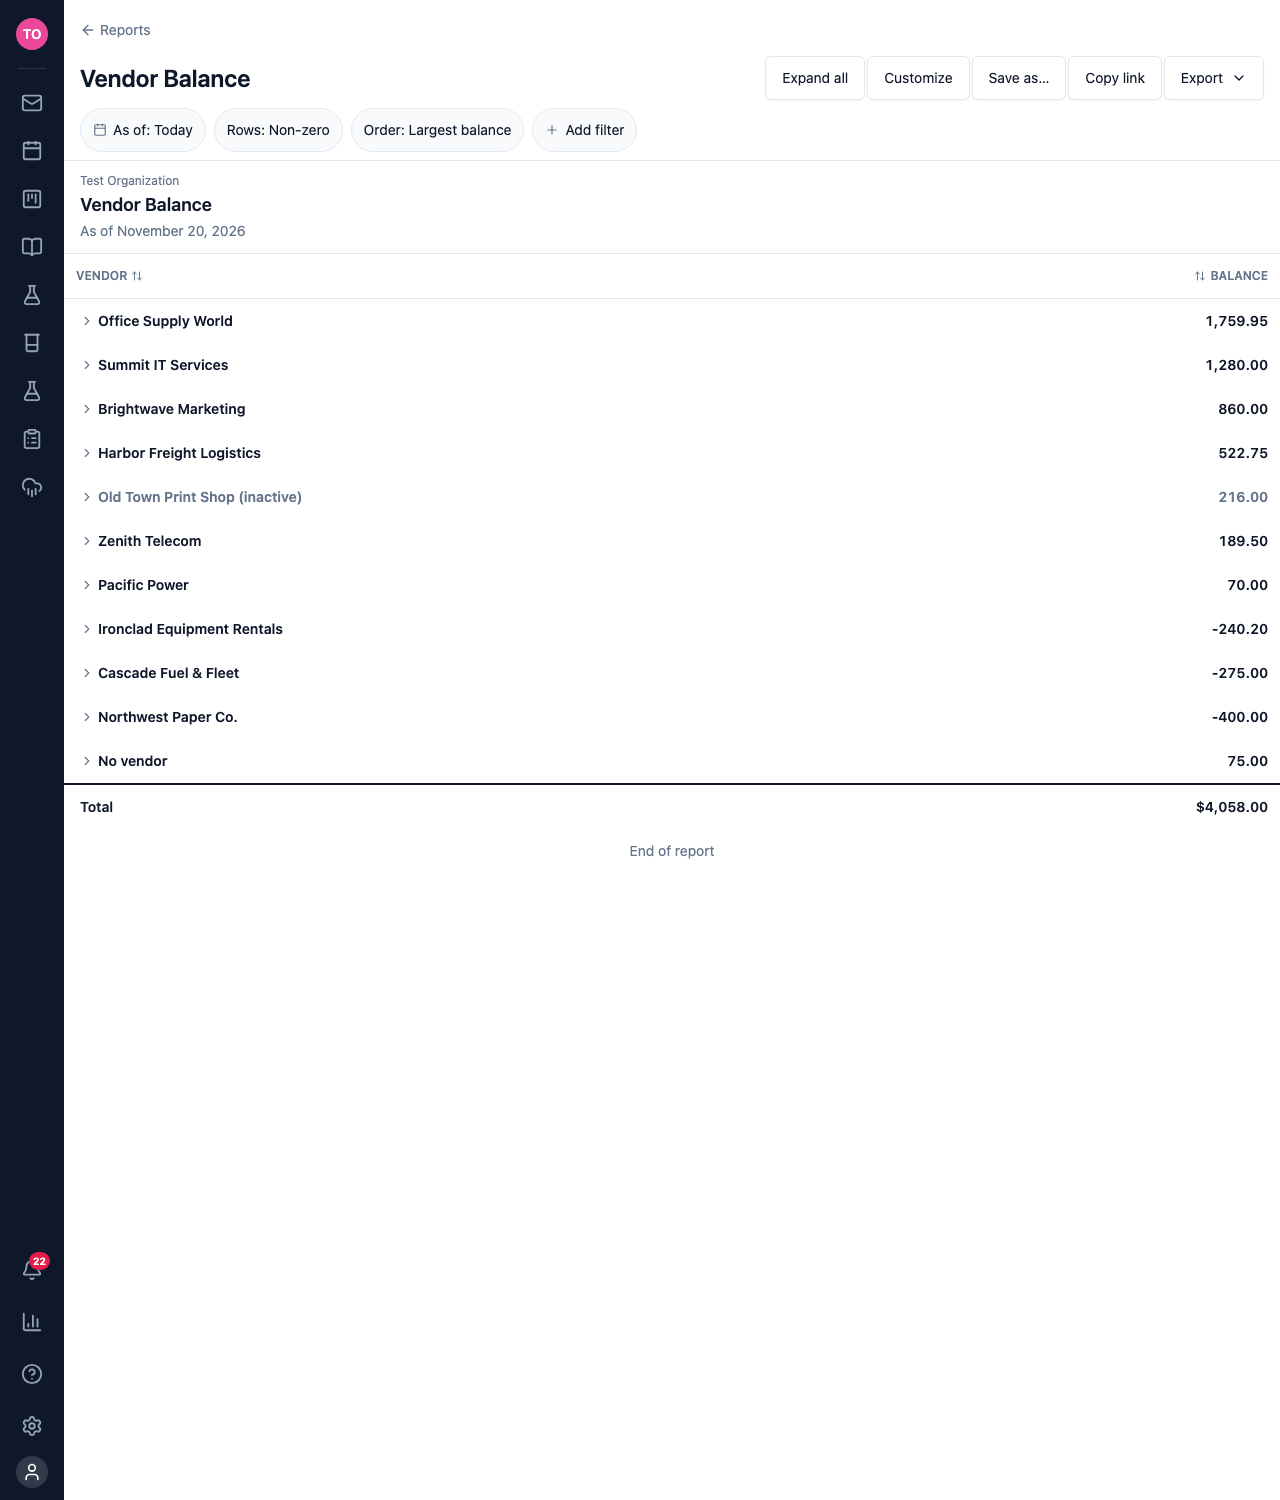 TO
Reports
Vendor Balance
Expand all
Customize
Save as...
Copy link
Export
As of: Today
Rows: Non-zero
Order: Largest balance
Add filter
Test Organization
Vendor Balance
As of November 20, 2026
VENDOR BALANCE
Office Supply World 1,759.95
Summit IT Services 1,280.00
Brightwave Marketing 860.00
Harbor Freight Logistics 522.75
Old Town Print Shop (inactive) 216.00
Zenith Telecom 189.50
Pacific Power 70.00
Ironclad Equipment Rentals -240.20
Cascade Fuel & Fleet -275.00
Northwest Paper Co. -400.00
No vendor 75.00
Total $4,058.00
End of report
22